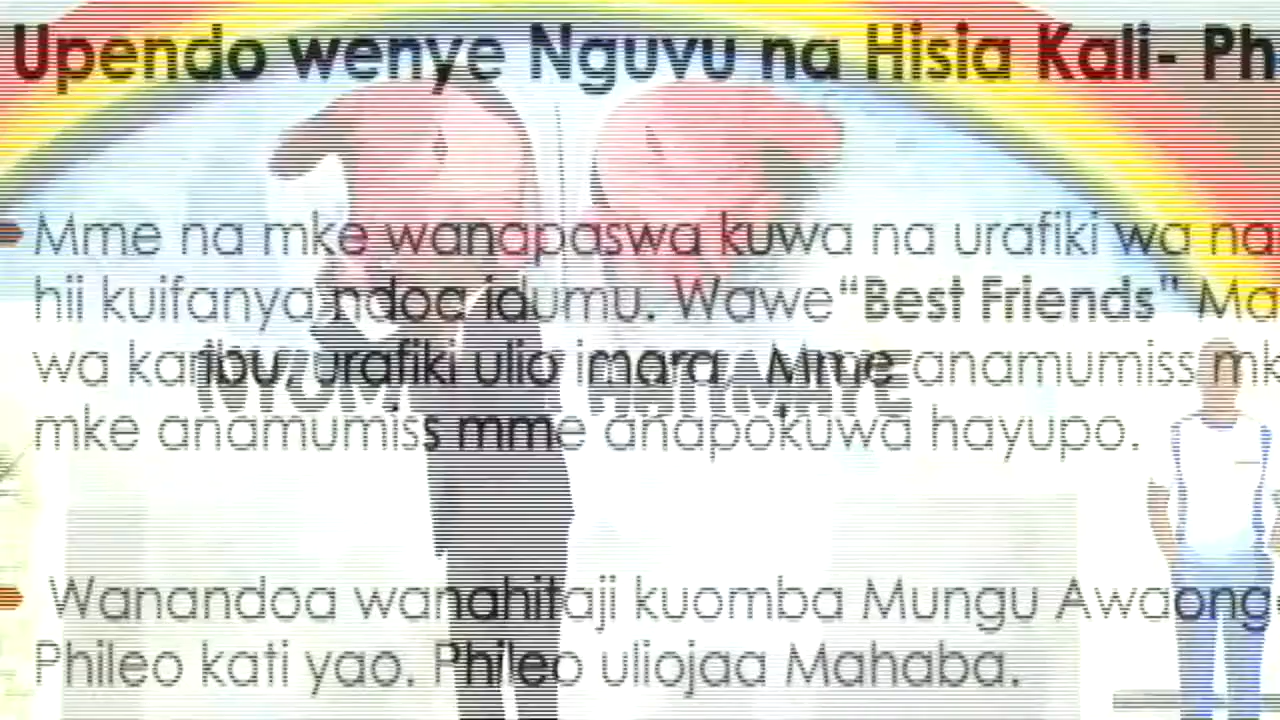 Upendo wenye Nguvu na Hisia Kali- Ph
Mme na mke wanapaswa kuwa na urafiki wa na
hii kuifanya ndoa idumu. Wawe "Best Friends" Ma
wa karibu, urafiki ulio imara. Mme anamumiss mk
mke anamumiss mme anapokuwa hayupo.
Wanandoa wanahitaji kuomba Mungu Awaong
Phileo kati yao. Phileo uliojaa Mahaba.